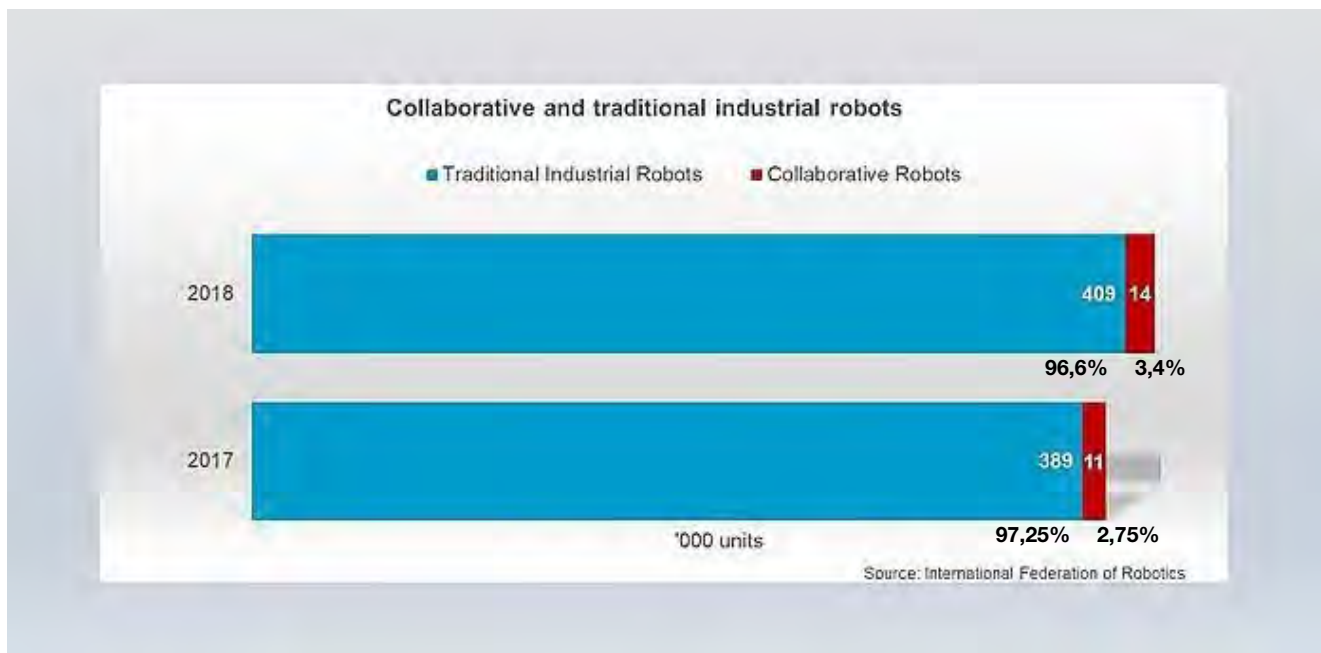 Collaborative and traditional industrial robots
Traditional Industrial Robots Collaborative Robots
2018 409 14
96,6% 3,4%
2017 389 11
'000 units 97,25% 2,75%
Source: International Federation of Robotics